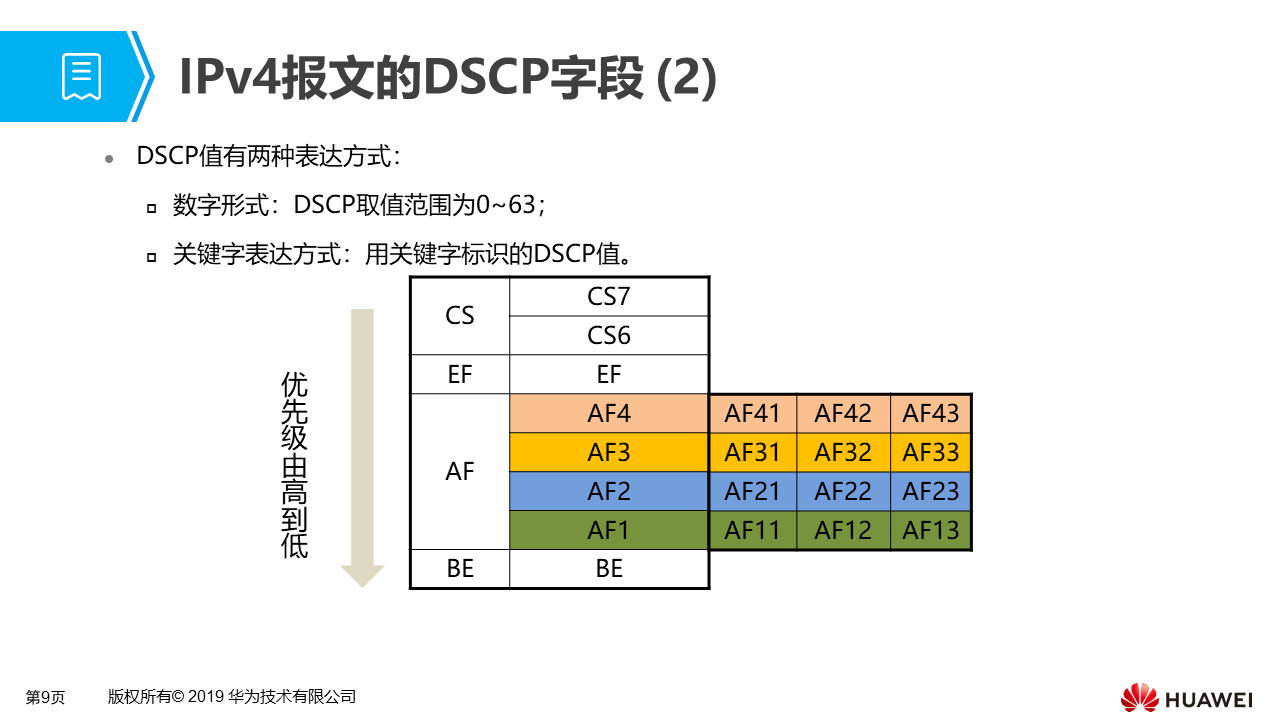 IPv4报文的DSCP字段 (2)
DSCP值有两种表达方式：
数字形式：DSCP取值范围为0~63；
关键字表达方式：用关键字标识的DSCP值。
优先级由高到低
CS CS7
CS6
EF EF
AF AF4 AF41 AF42 AF43
AF3 AF31 AF32 AF33
AF2 AF21 AF22 AF23
AF1 AF11 AF12 AF13
BE BE
第9页 版权所有© 2019 华为技术有限公司
HUAWEI